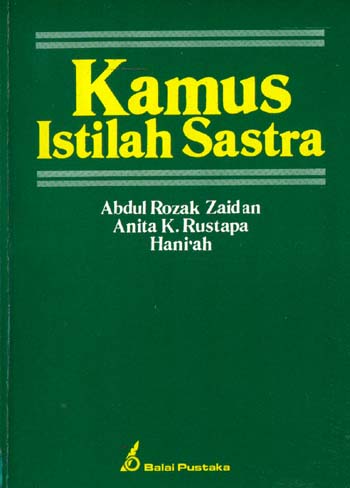 Kamus
Istilah Sastra
Abdul Rozak Zaidan
Anita K. Rustapa
Hani'ah
Balai Pustaka